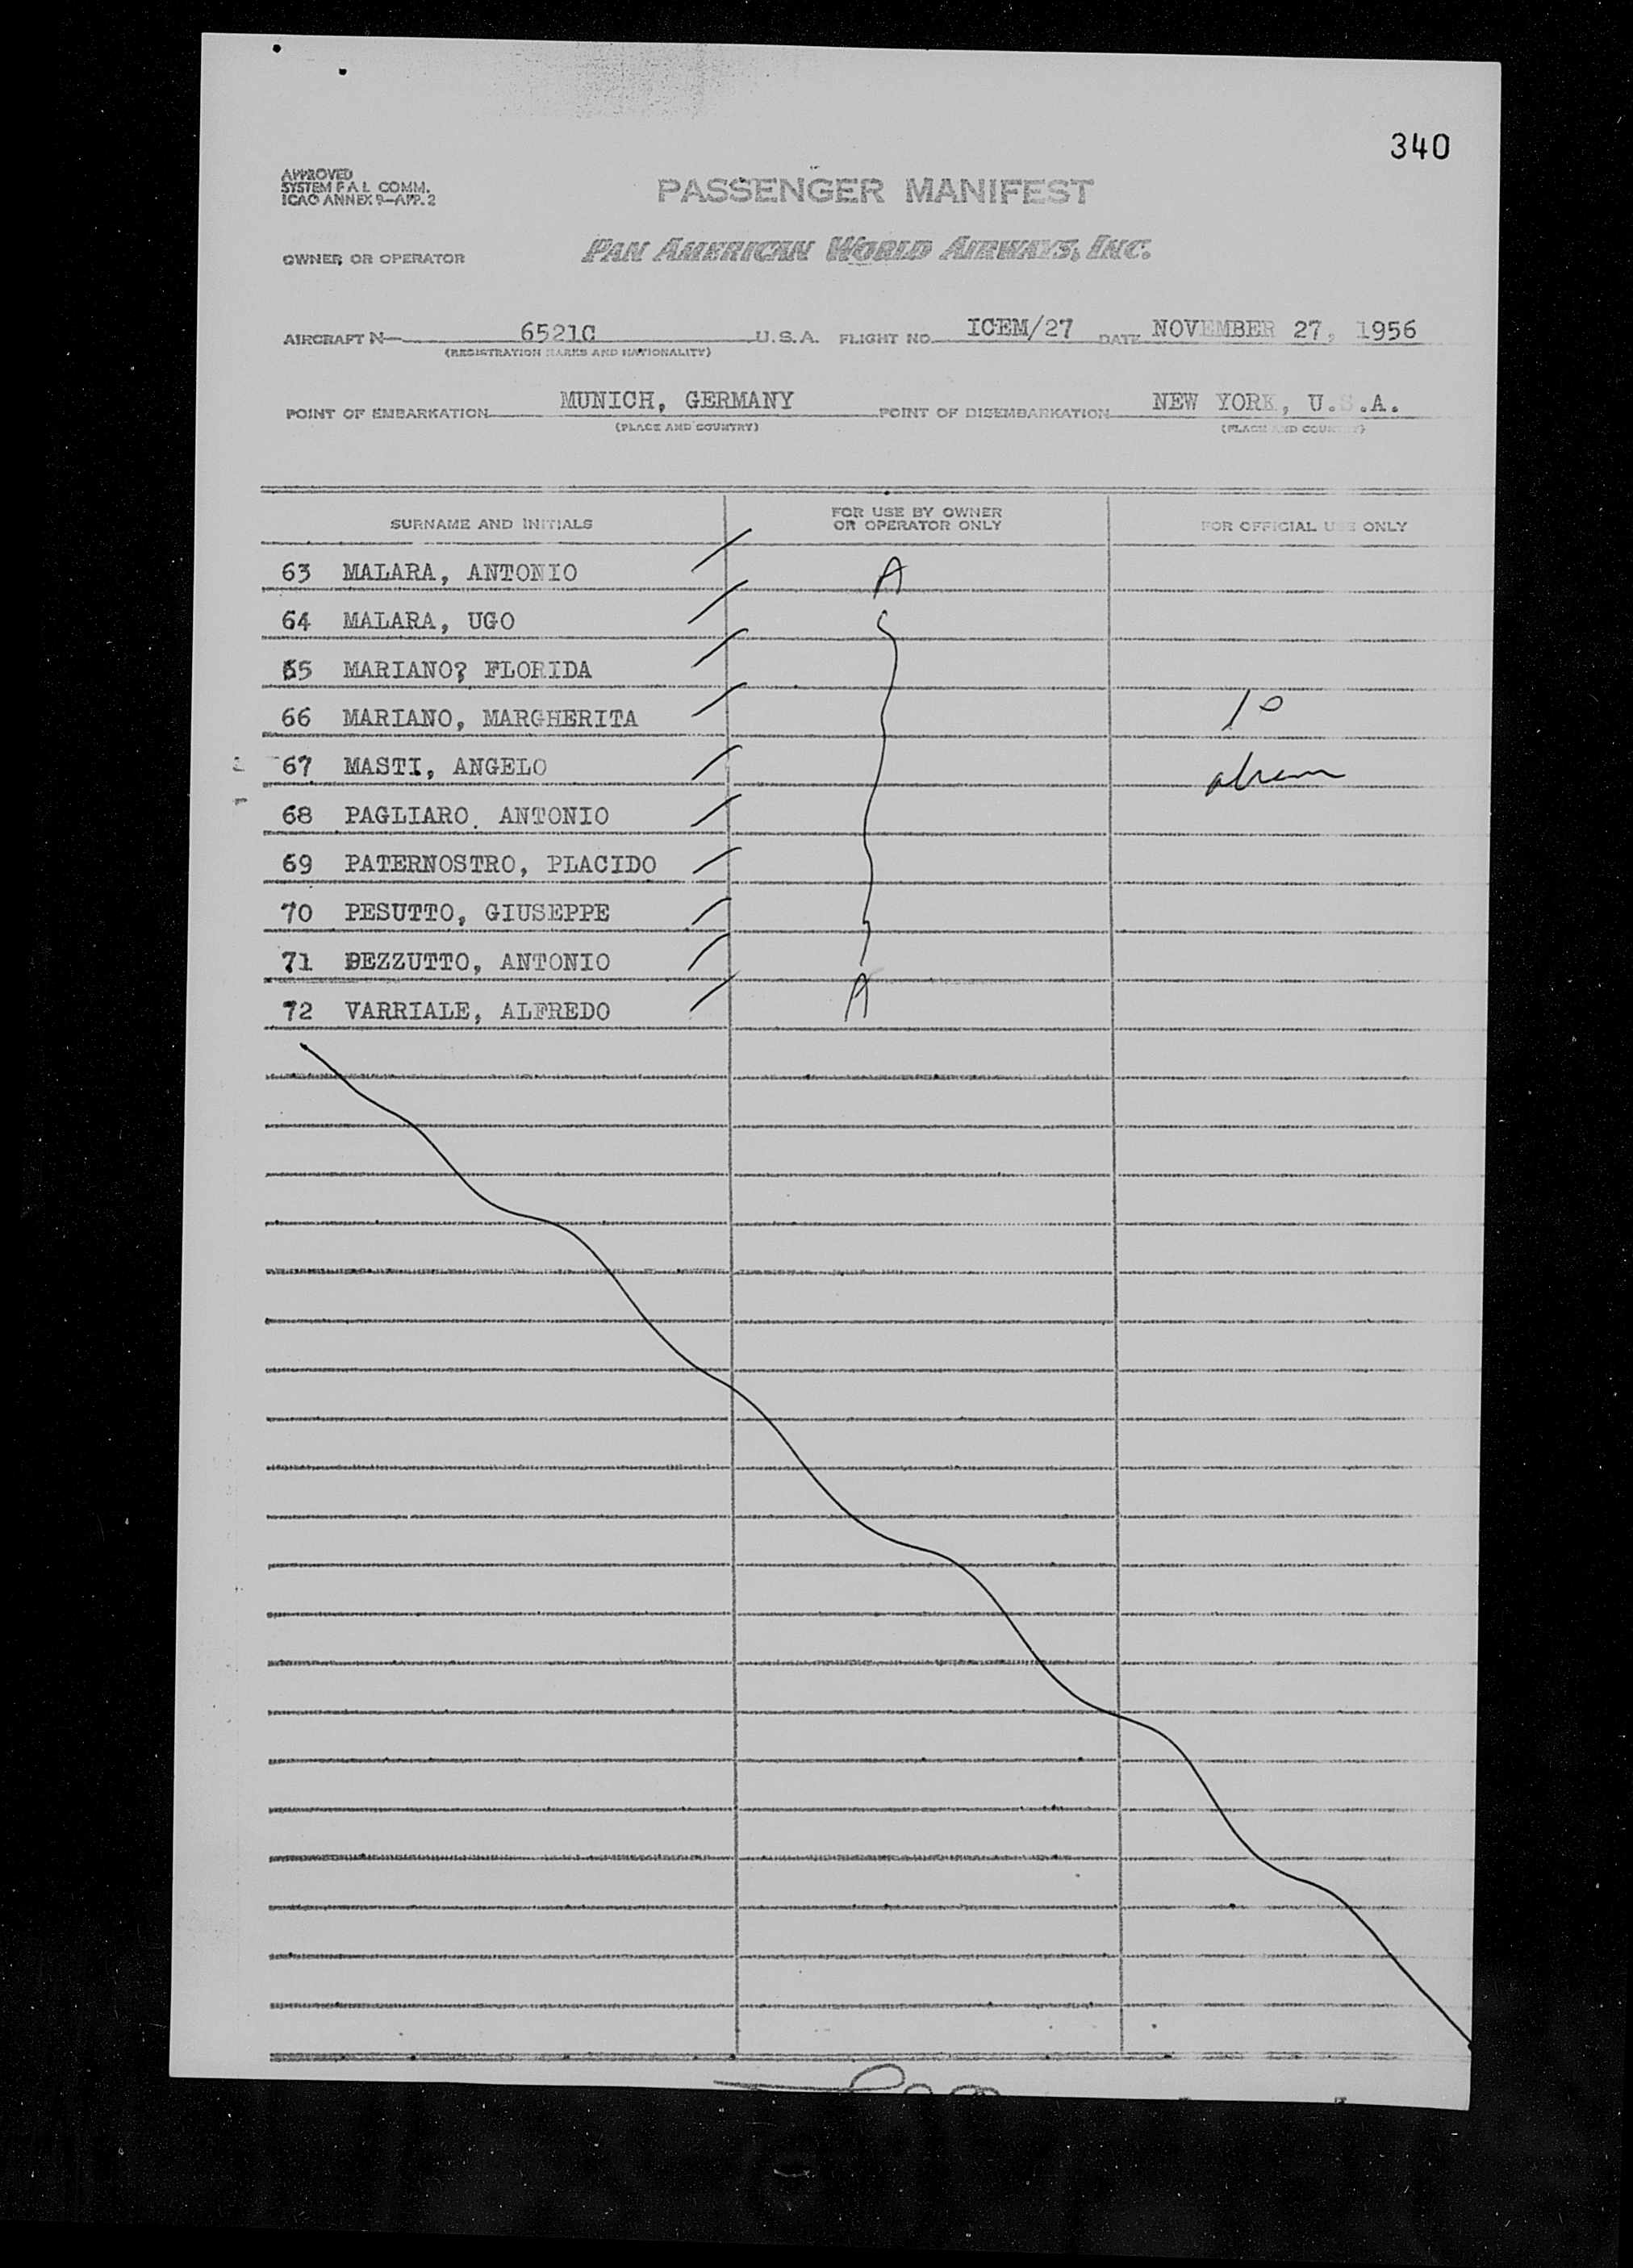 340
APPROVED
SYSTEM F A L COMM.
ICAO ANNEX 9—APP. 2
PASSENGER MANIFEST
OWNER OR OPERATOR PAN AMERICAN WORLD AIRWAYS, INC.
AIRCRAFT N— 6521C U.S.A. FLIGHT NO. ICEM/27 DATE NOVEMBER 27, 1956
(REGISTRATION MARKS AND NATIONALITY)
POINT OF EMBARKATION MUNICH, GERMANY POINT OF DISEMBARKATION NEW YORK, U.S.A.
(PLACE AND COUNTRY) (PLACE AND COUNTRY)
SURNAME AND INITIALS FOR USE BY OWNER OR OPERATOR ONLY FOR OFFICIAL USE ONLY
63 MALARA, ANTONIO A
64 MALARA, UGO
65 MARIANO? FLORIDA
66 MARIANO, MARGHERITA 10
67 MASTI, ANGELO
68 PAGLIARO. ANTONIO
69 PATERNOSTRO, PLACIDO
70 PESUTTO, GIUSEPPE
71 PEZZUTTO, ANTONIO
72 VARRIALE, ALFREDO A